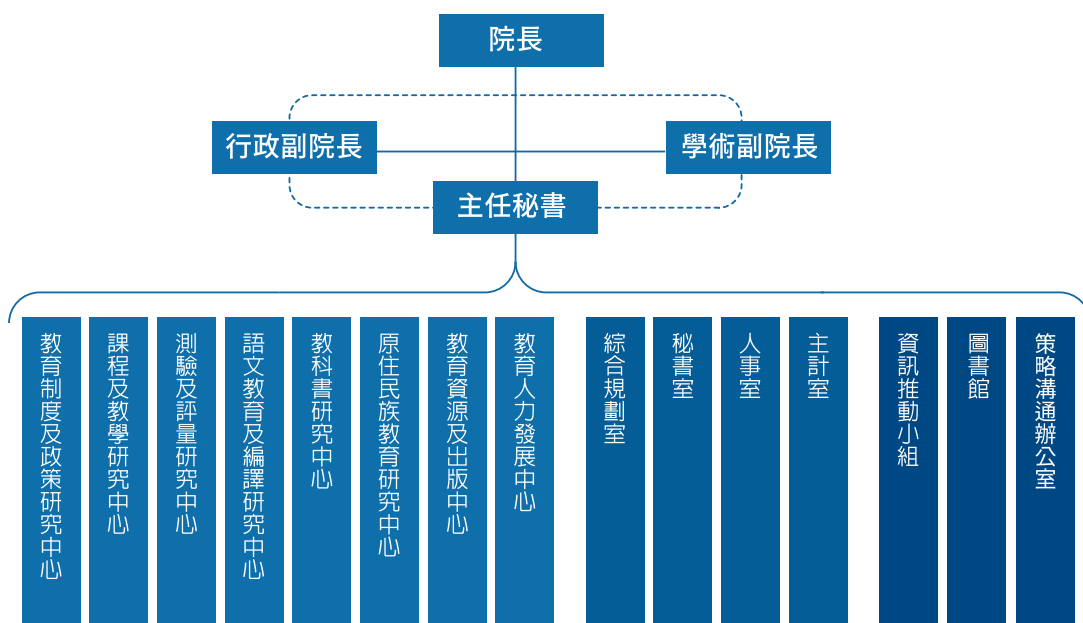 院長
行政副院長
學術副院長
主任秘書
教育制度及政策研究中心
課程及教學研究中心
測驗及評量研究中心
語文教育及編譯研究中心
教科書研究中心
原住民族教育研究中心
教育資源及出版中心
教育人力發展中心
綜合規劃室
秘書室
人事室
主計室
資訊推動小組
圖書館
策略溝通辦公室